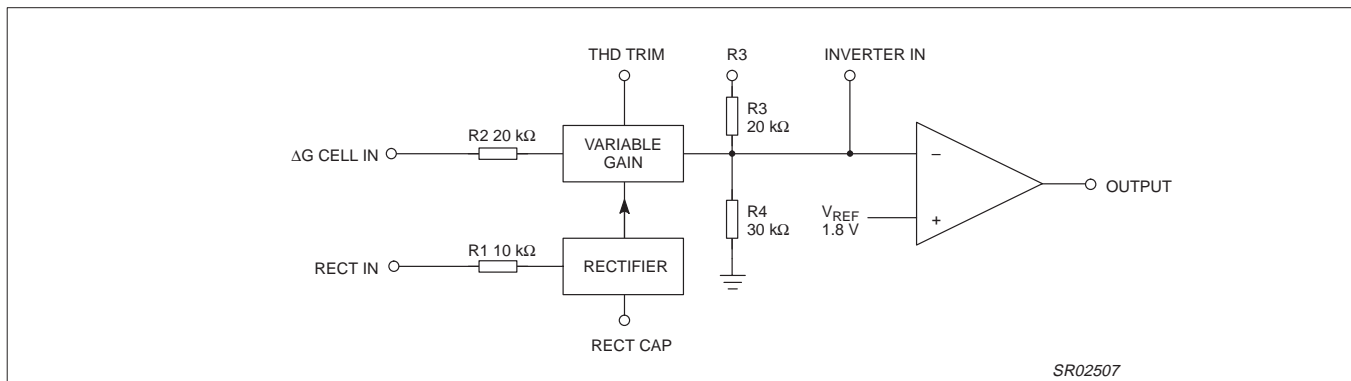 THD TRIM
R3
INVERTER IN
R3
20 kΩ
R2 20 kΩ
ΔG CELL IN
VARIABLE
GAIN
−
OUTPUT
R4
30 kΩ
VREF
1.8 V
+
R1 10 kΩ
RECT IN
RECTIFIER
RECT CAP
SR02507